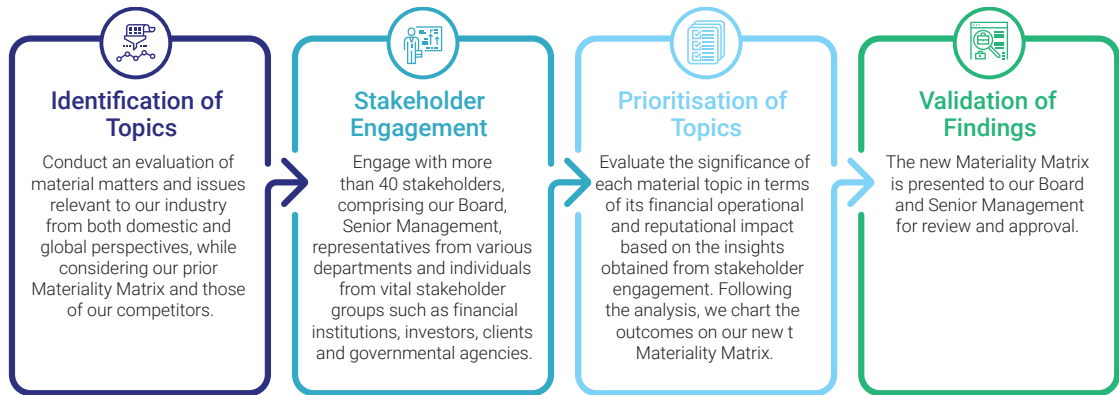 Identification of
Topics
Conduct an evaluation of
material matters and issues
relevant to our industry
from both domestic and
global perspectives, while
considering our prior
Materiality Matrix and those
of our competitors.
Stakeholder
Engagement
Engage with more
than 40 stakeholders,
comprising our Board,
Senior Management,
representatives from various
departments and individuals
from vital stakeholder
groups such as financial
institutions, investors, clients
and governmental agencies.
Prioritisation of
Topics
Evaluate the significance of
each material topic in terms
of its financial operational
and reputational impact
based on the insights
obtained from stakeholder
engagement. Following
the analysis, we chart the
outcomes on our new t
Materiality Matrix.
Validation of
Findings
The new Materiality Matrix
is presented to our Board
and Senior Management
for review and approval.